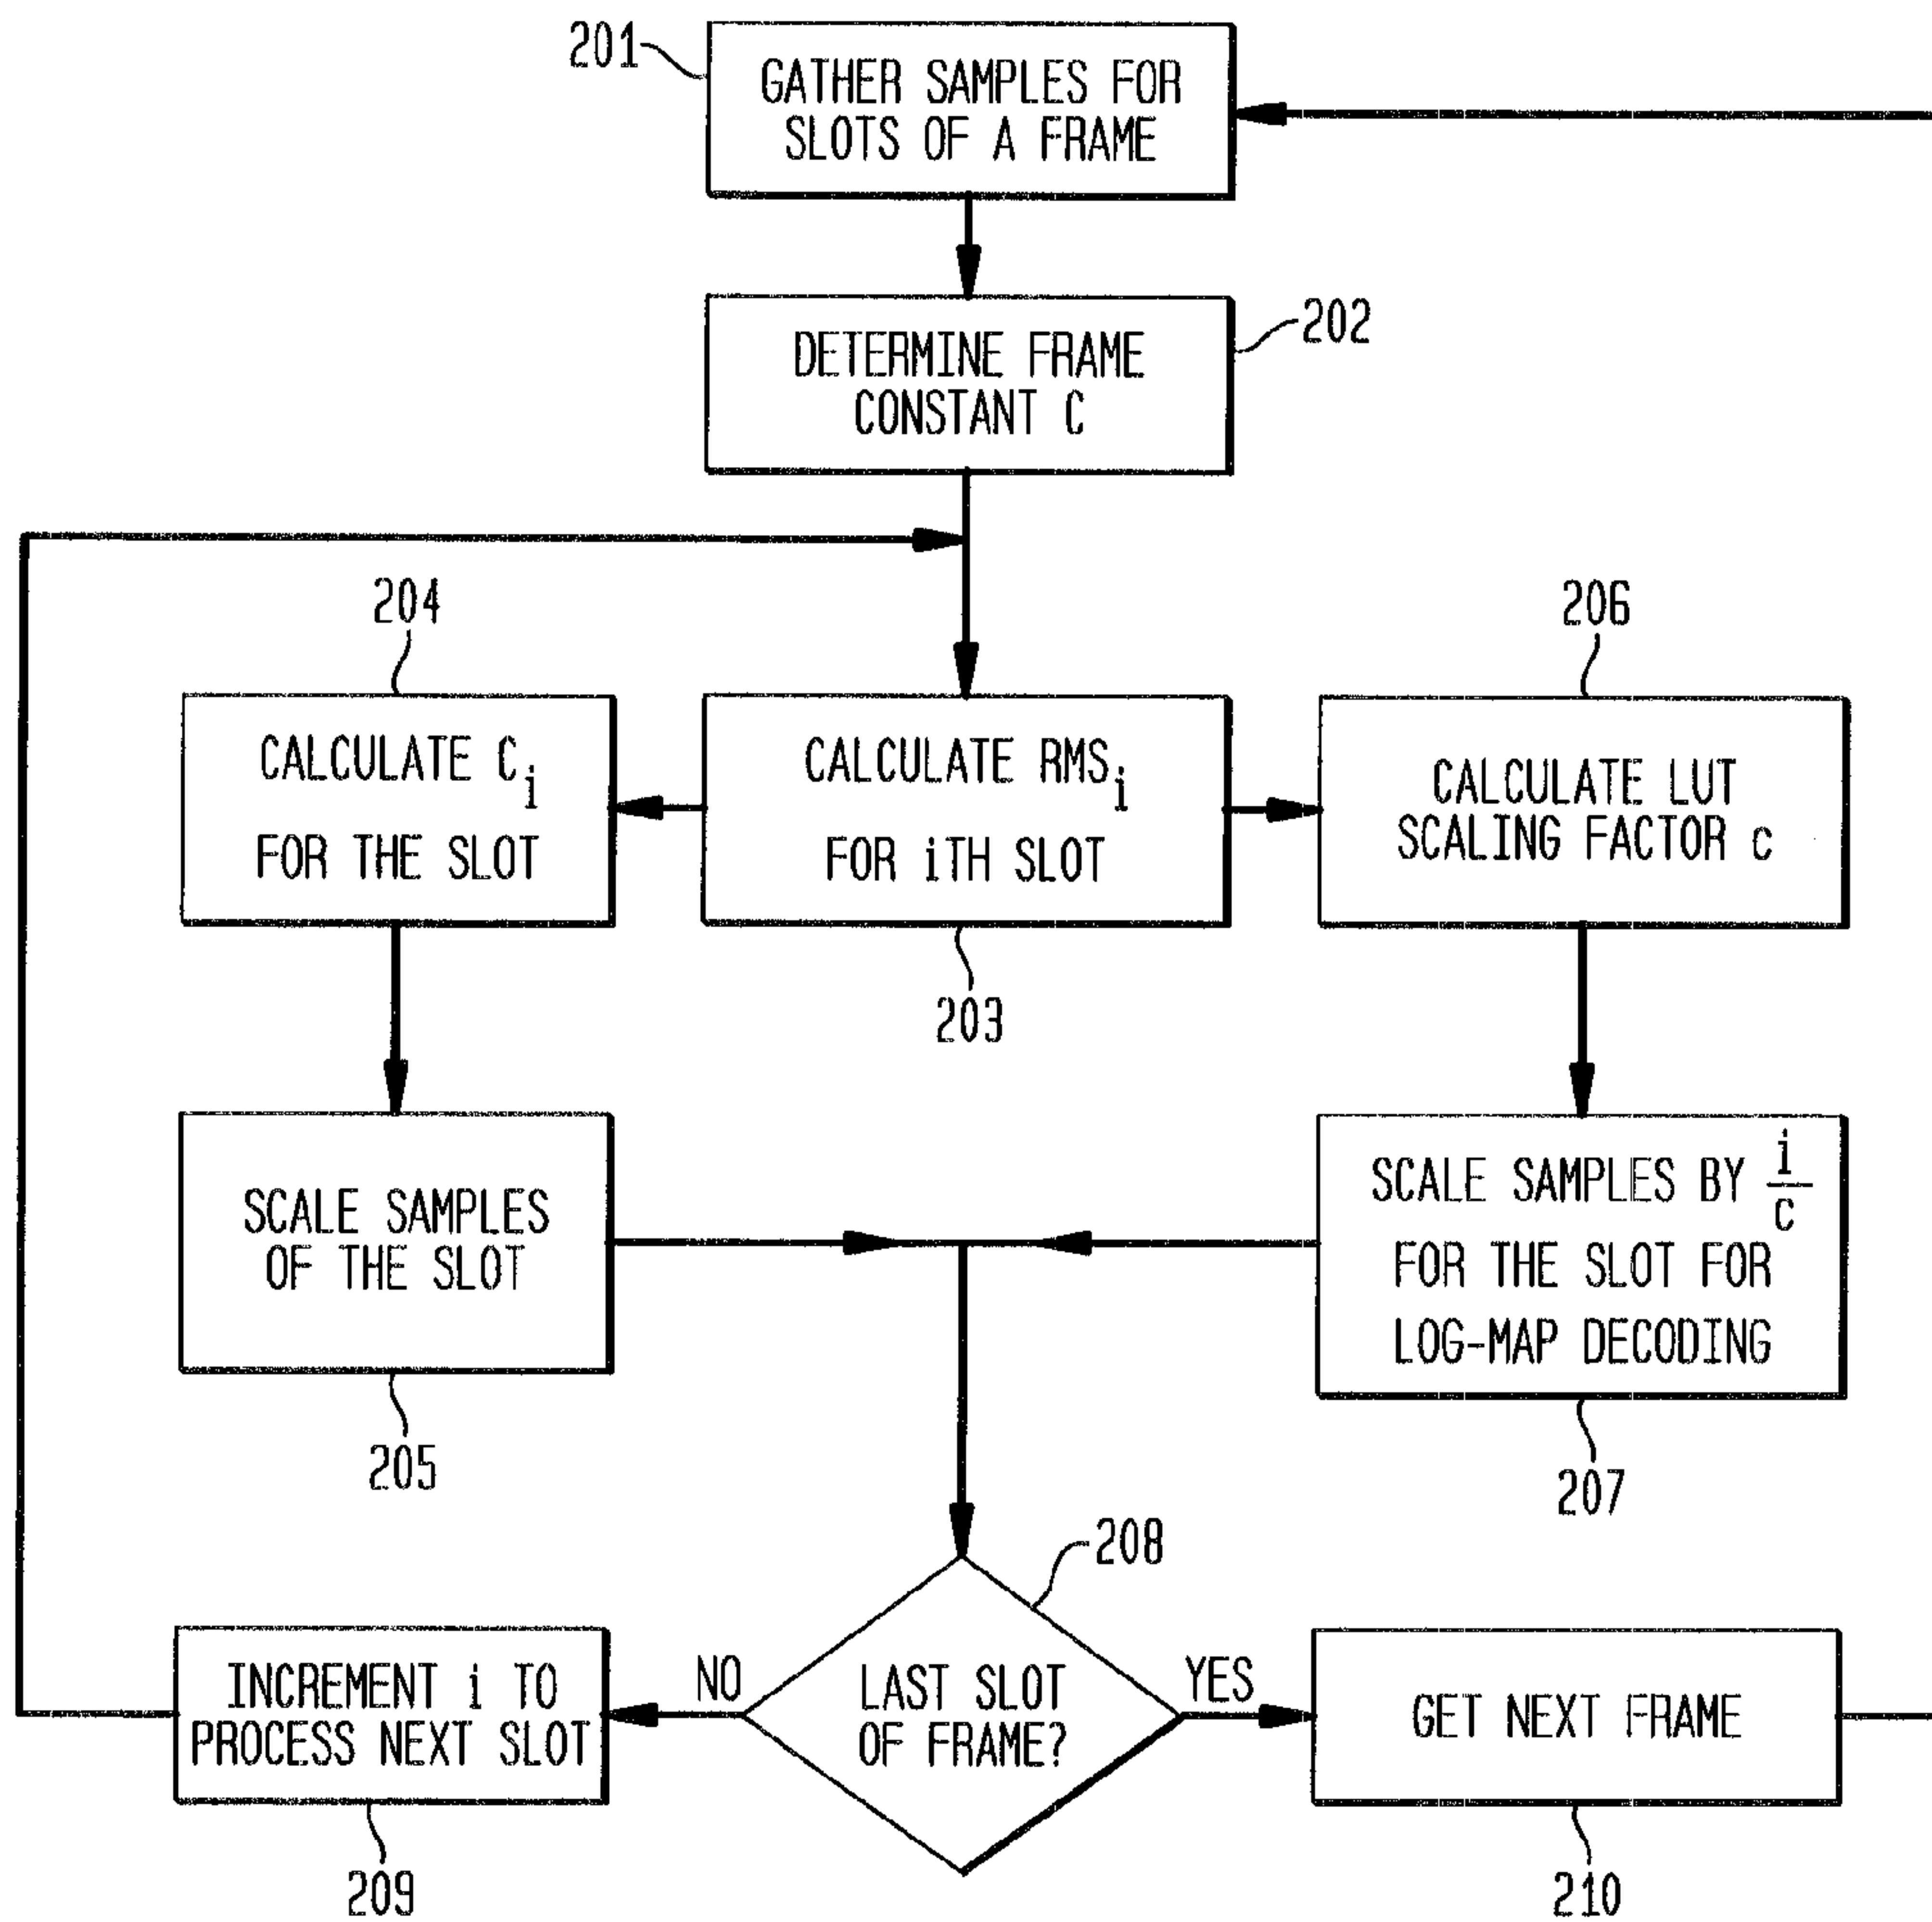 201
GATHER SAMPLES FOR
SLOTS OF A FRAME
202
DETERMINE FRAME
CONSTANT C
204
206
CALCULATE Ci
FOR THE SLOT
CALCULATE RMSi
FOR iTH SLOT
CALCULATE LUT
SCALING FACTOR c
203
SCALE SAMPLES
OF THE SLOT
SCALE SAMPLES BY i/c
FOR THE SLOT FOR
LOG-MAP DECODING
205
207
208
INCREMENT i TO
PROCESS NEXT SLOT
NO
LAST SLOT
OF FRAME?
YES
GET NEXT FRAME
209
210